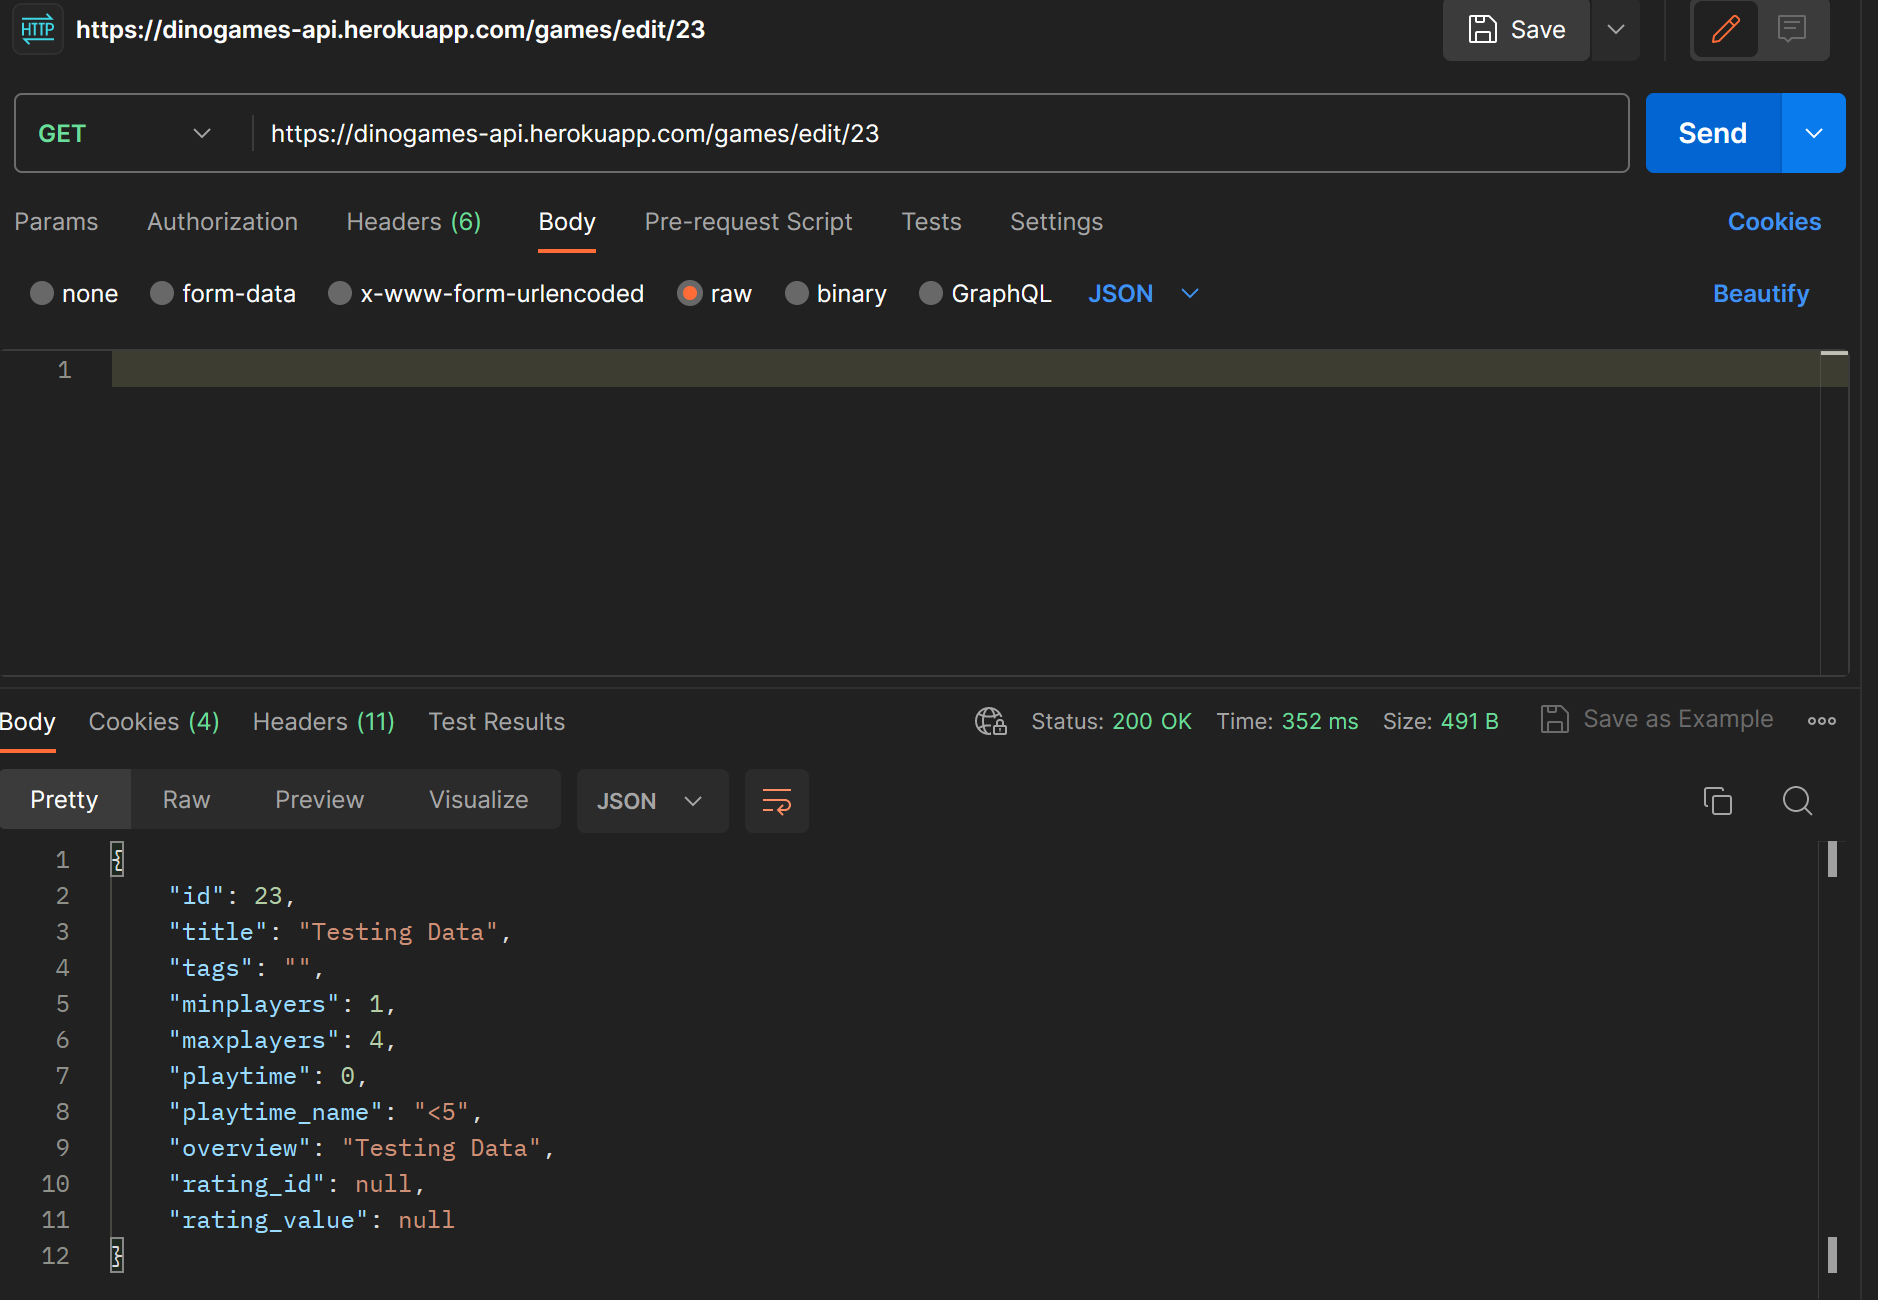 HTTP https://dinogames-api.herokuapp.com/games/edit/23 Save
GET https://dinogames-api.herokuapp.com/games/edit/23 Send
Params Authorization Headers (6) Body Pre-request Script Tests Settings Cookies
none form-data x-www-form-urlencoded raw binary GraphQL JSON Beautify
1
Body Cookies (4) Headers (11) Test Results Status: 200 OK Time: 352 ms Size: 491 B Save as Example
Pretty Raw Preview Visualize JSON
1 {
2 "id": 23,
3 "title": "Testing Data",
4 "tags": "",
5 "minplayers": 1,
6 "maxplayers": 4,
7 "playtime": 0,
8 "playtime_name": "<5",
9 "overview": "Testing Data",
10 "rating_id": null,
11 "rating_value": null
12 }